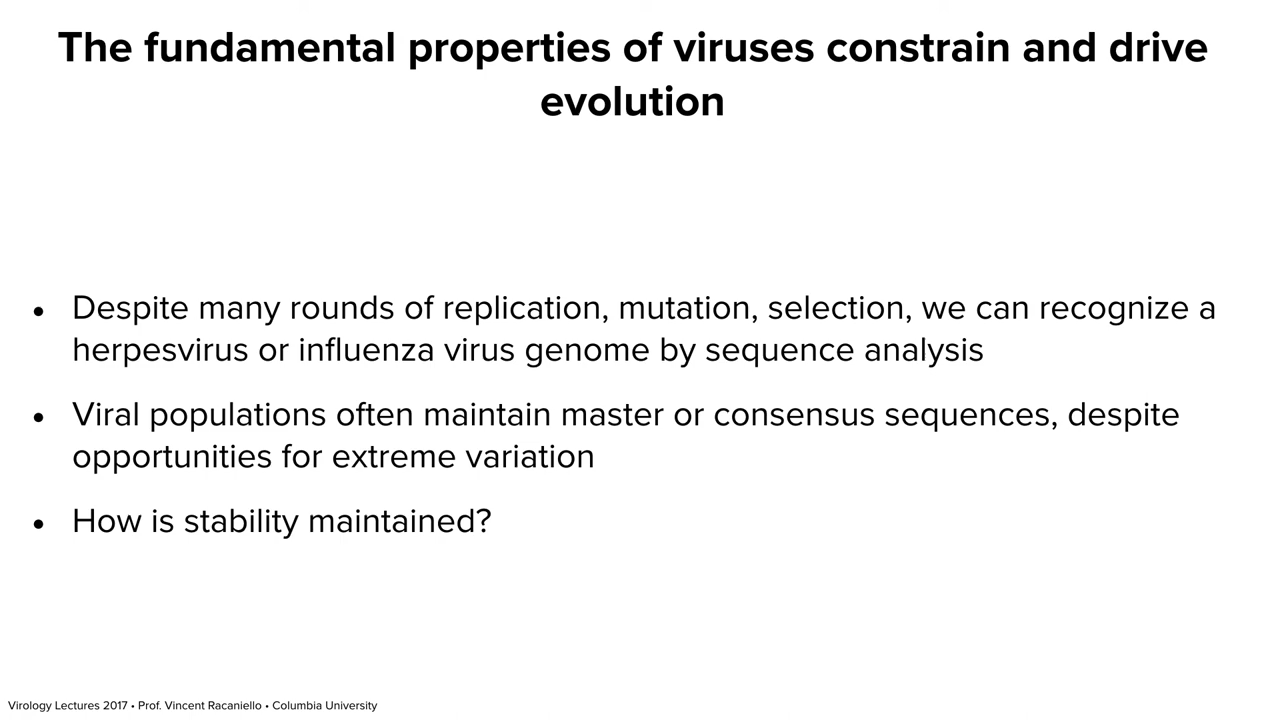 The fundamental properties of viruses constrain and drive
evolution
• Despite many rounds of replication, mutation, selection, we can recognize a
herpesvirus or influenza virus genome by sequence analysis
• Viral populations often maintain master or consensus sequences, despite
opportunities for extreme variation
• How is stability maintained?
Virology Lectures 2017 • Prof. Vincent Racaniello • Columbia University